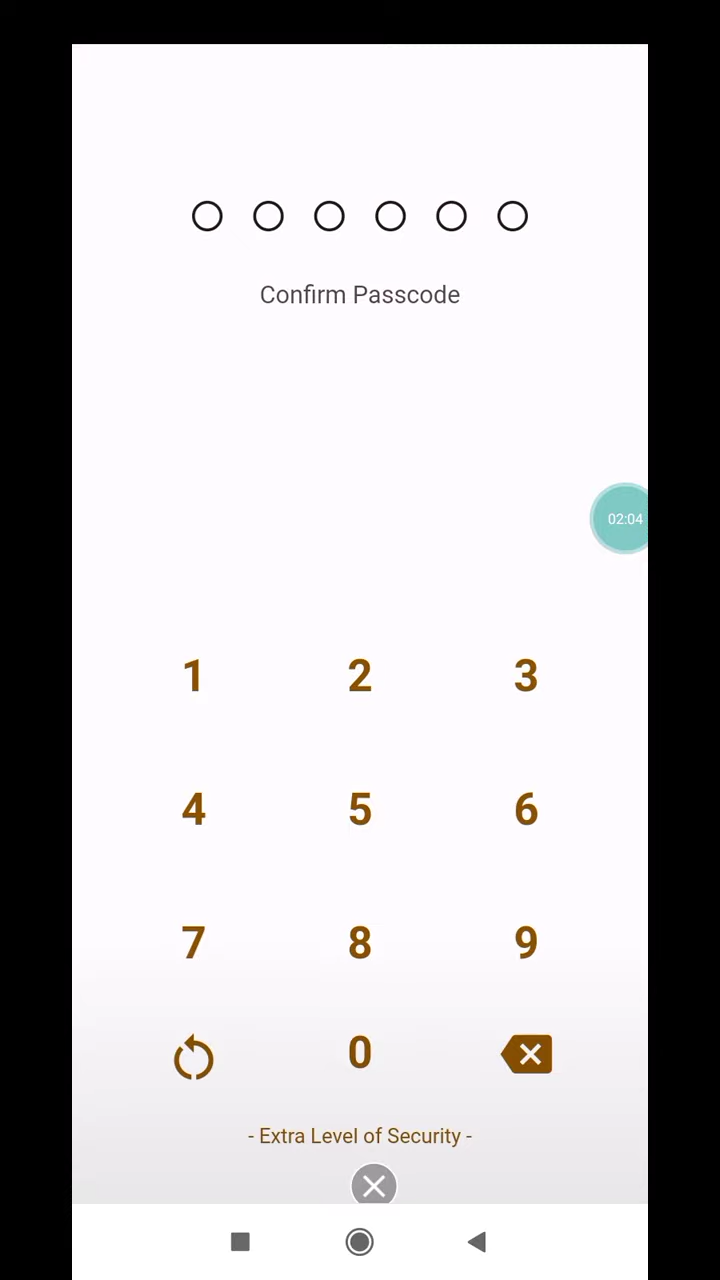 Confirm Passcode
02:04
1 2 3
4 5 6
7 8 9
0
- Extra Level of Security -